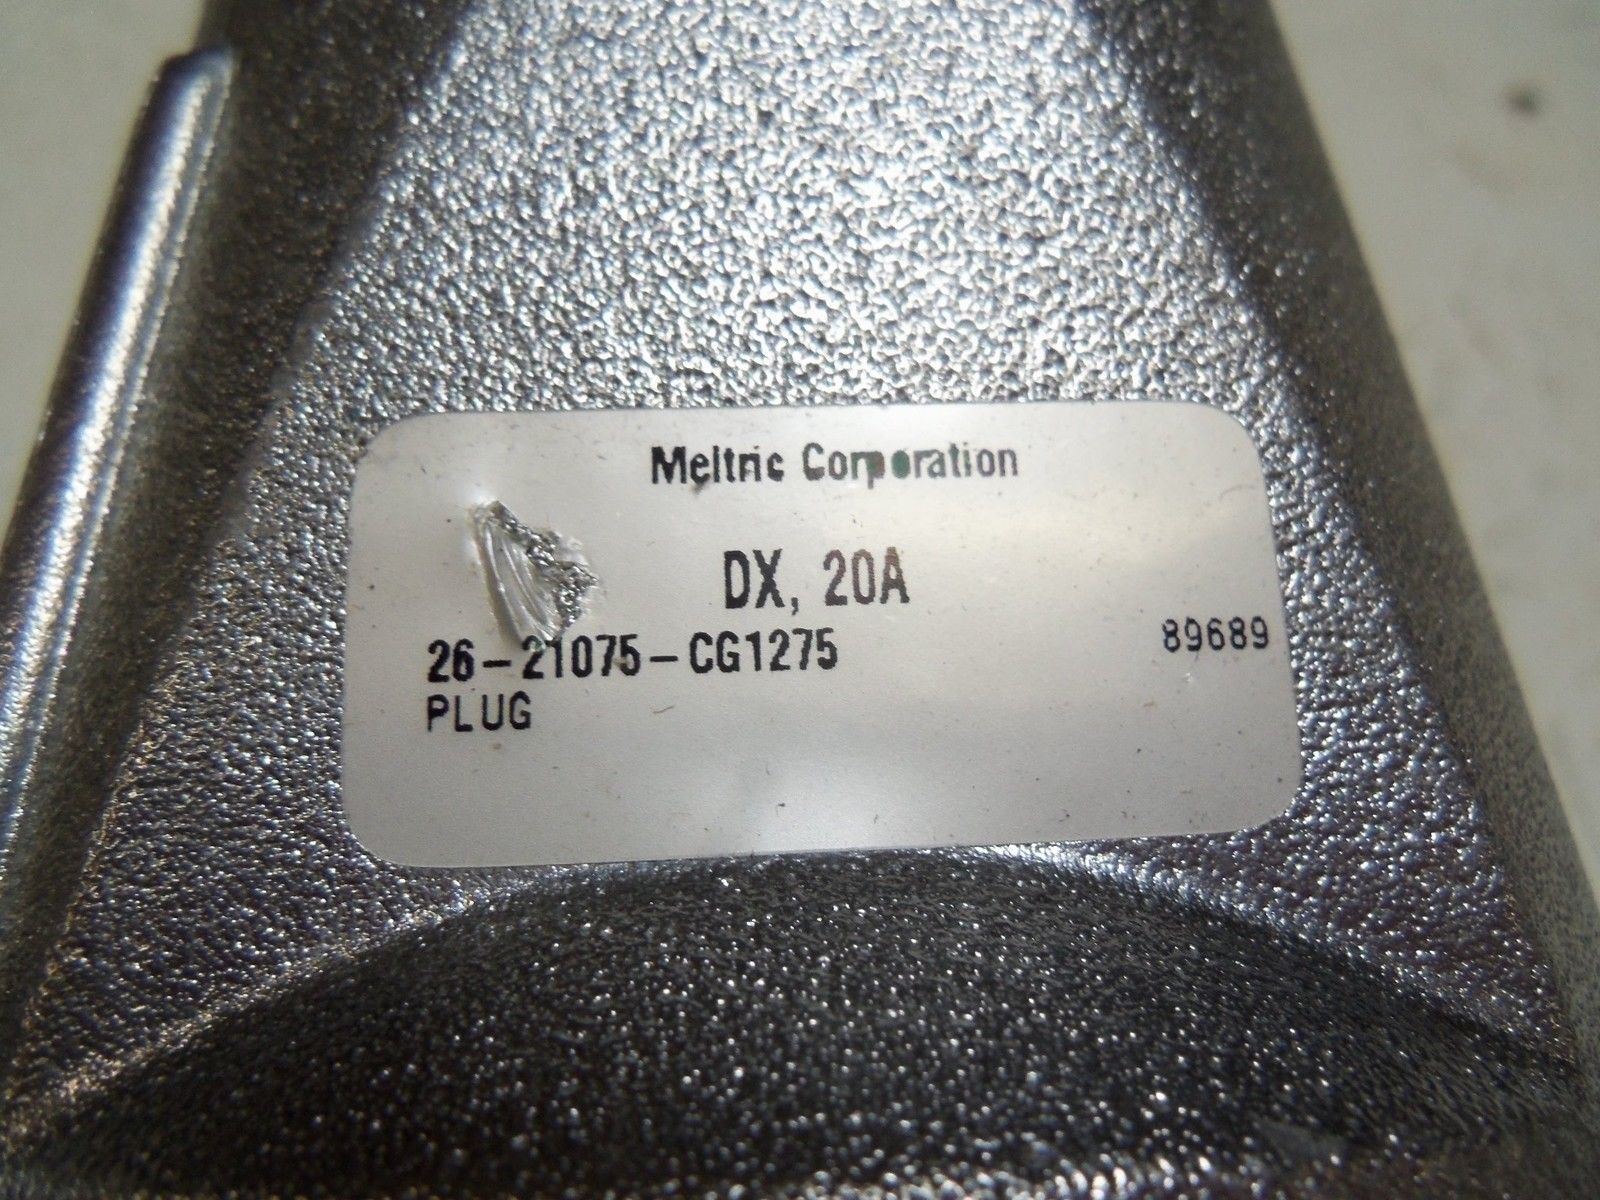 Meltric Corporation
DX, 20A
26-21075-CG1275
89689
PLUG